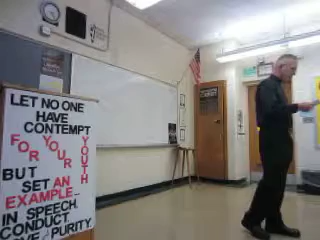 LET NO ONE
HAVE
CONTEMPT
FOR YOUR YOUTH
BUT
SET AN
EXAMPLE...
IN SPEECH,
CONDUCT,
PURITY.